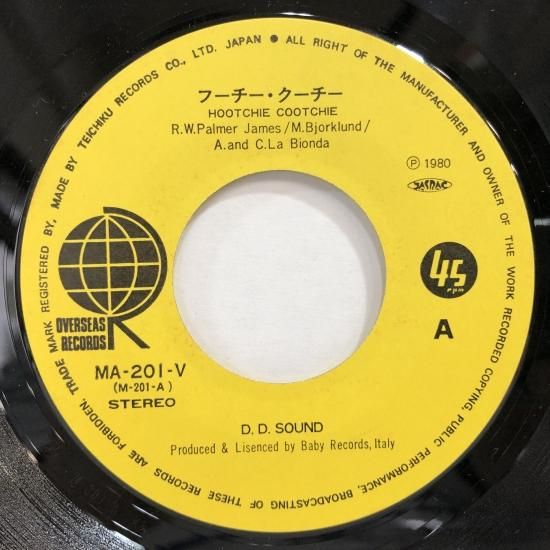 TRADE MARK REGISTERED BY, MADE BY TEICHIKU RECORDS CO., LTD. JAPAN ● ALL RIGHT OF THE MANUFACTURER AND OWNER OF THE WORK RECORDED COPYING, PUBLIC PERFORMANCE, BROADCASTING OF THESE RECORDS ARE FORBIDDEN,
フーチー・クーチー
HOOTCHIE COOTCHIE
R.W.Palmer James/M.Bjorklund/
A.and C.La Bionda
Ⓟ 1980
JASRAC
OVERSEAS
RECORDS
45
rpm
A
MA-201-V
(M-201-A)
STEREO
D. D. SOUND
Produced & Lisenced by Baby Records, Italy